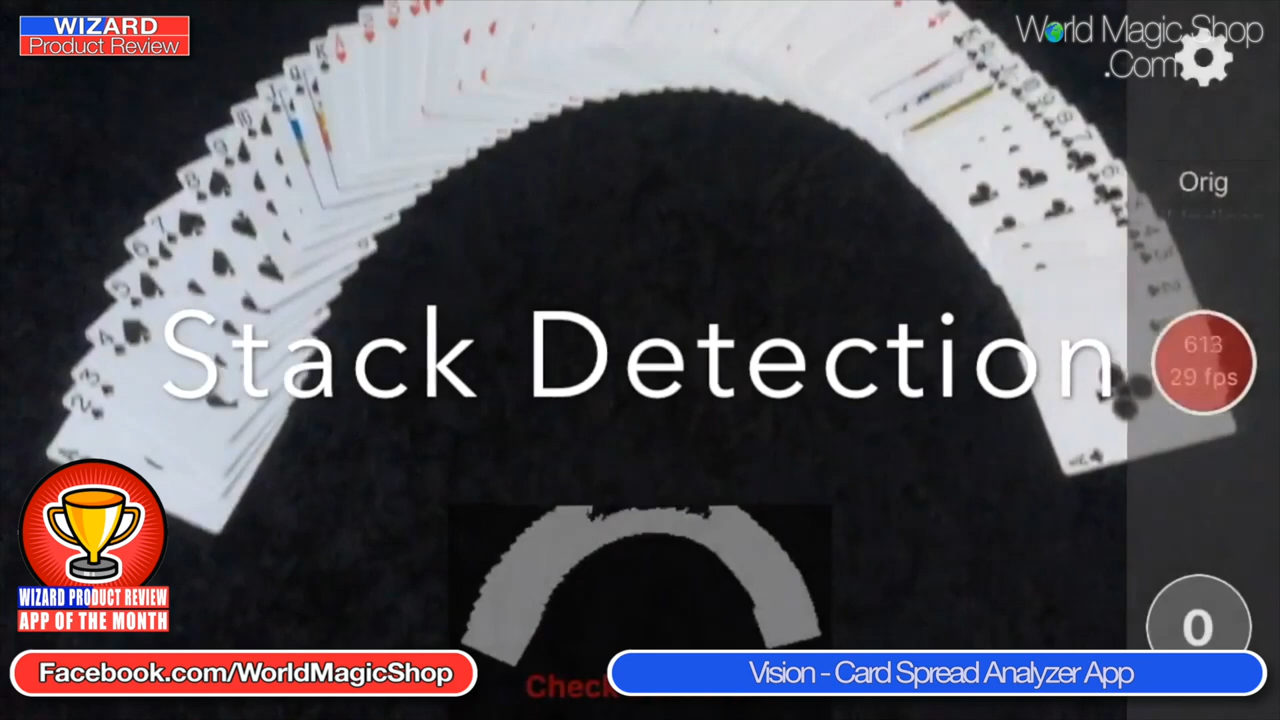 WIZARD
Product Review
World Magic Shop
.Com
Orig
Stack Detection
613
29 fps
WIZARD PRODUCT REVIEW
APP OF THE MONTH
0
Check
Facebook.com/WorldMagicShop
Vision - Card Spread Analyzer App